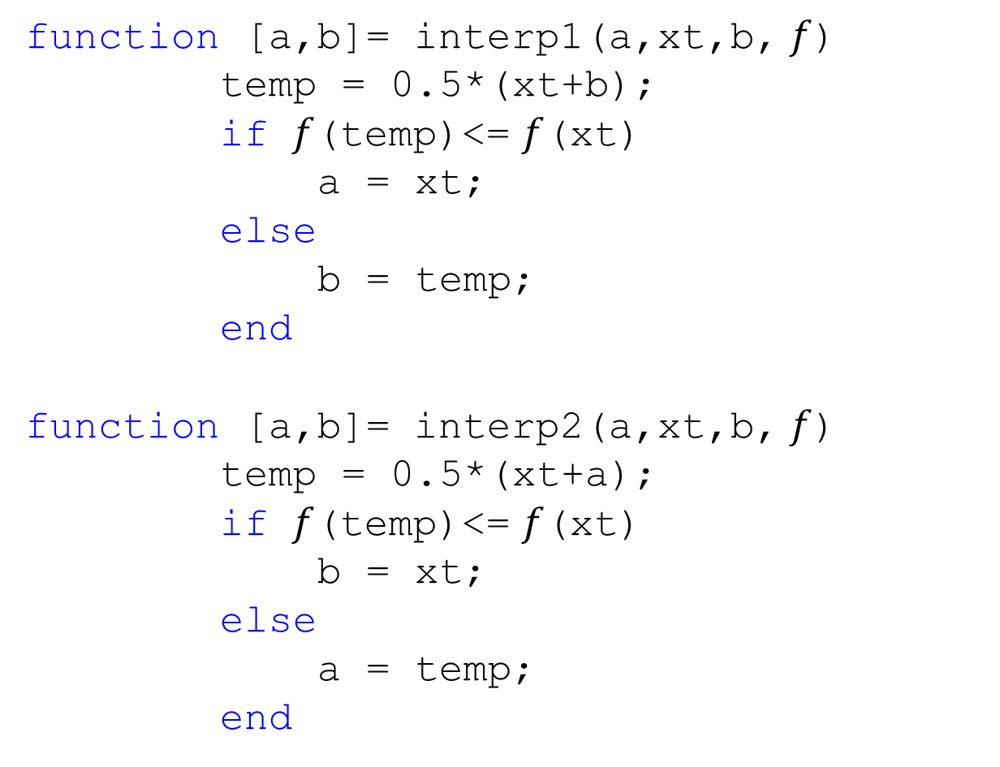 function [a,b]= interp1(a,xt,b,f)
temp = 0.5*(xt+b);
if f(temp)<=f(xt)
a = xt;
else
b = temp;
end
function [a,b]= interp2(a,xt,b,f)
temp = 0.5*(xt+a);
if f(temp)<=f(xt)
b = xt;
else
a = temp;
end